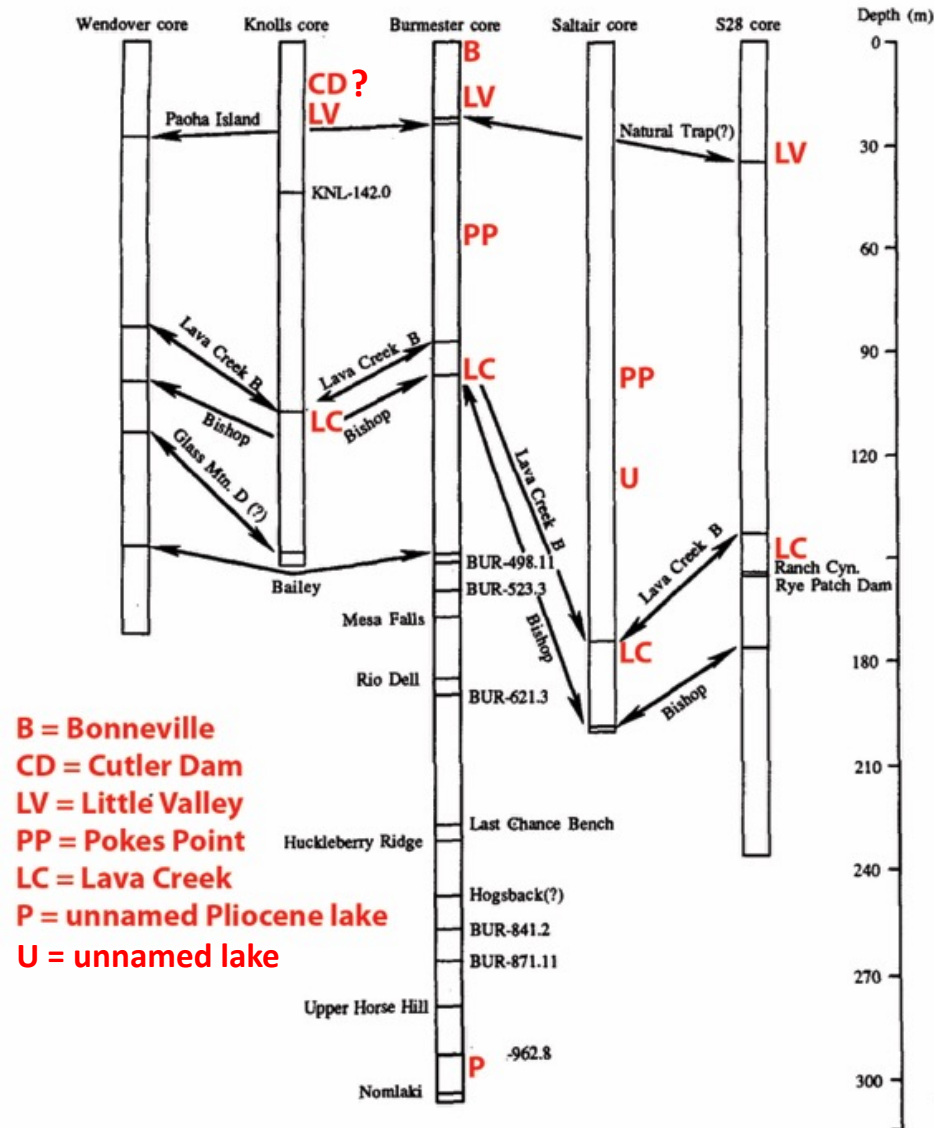 Wendover core
Knolls core
Burmester core
Saltair core
S28 core
Depth (m)
0
30
60
90
120
180
210
240
270
300
B
CD ?
LV
LV
LV
Paoha Island
Natural Trap(?)
KNL-142.0
PP
Lava Creek B
Lava Creek B
LC
PP
Bishop
LC
Bishop
Glass Mtn. D (?)
Lava Creek B
U
Lava Creek B
LC
Bailey
BUR-498.11
Ranch Cyn.
BUR-523.3
Rye Patch Dam
Mesa Falls
Bishop
LC
Rio Dell
BUR-621.3
Bishop
Last Chance Bench
Huckleberry Ridge
Hogsback(?)
BUR-841.2
BUR-871.11
Upper Horse Hill
-962.8
P
Nomlaki
B = Bonneville
CD = Cutler Dam
LV = Little Valley
PP = Pokes Point
LC = Lava Creek
P = unnamed Pliocene lake
U = unnamed lake